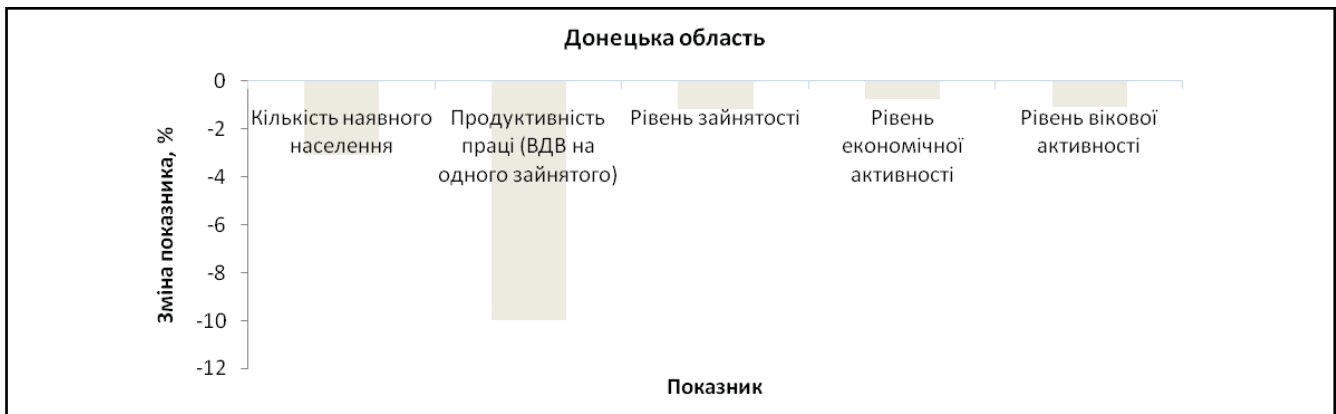 Донецька область
Зміна показника, %
0
-2
-4
-6
-8
-10
-12
Кількість наявного
населення
Продуктивність
праці (ВДВ на
одного зайнятого)
Рівень зайнятості
Рівень
економічної
активності
Рівень вікової
активності
Показник